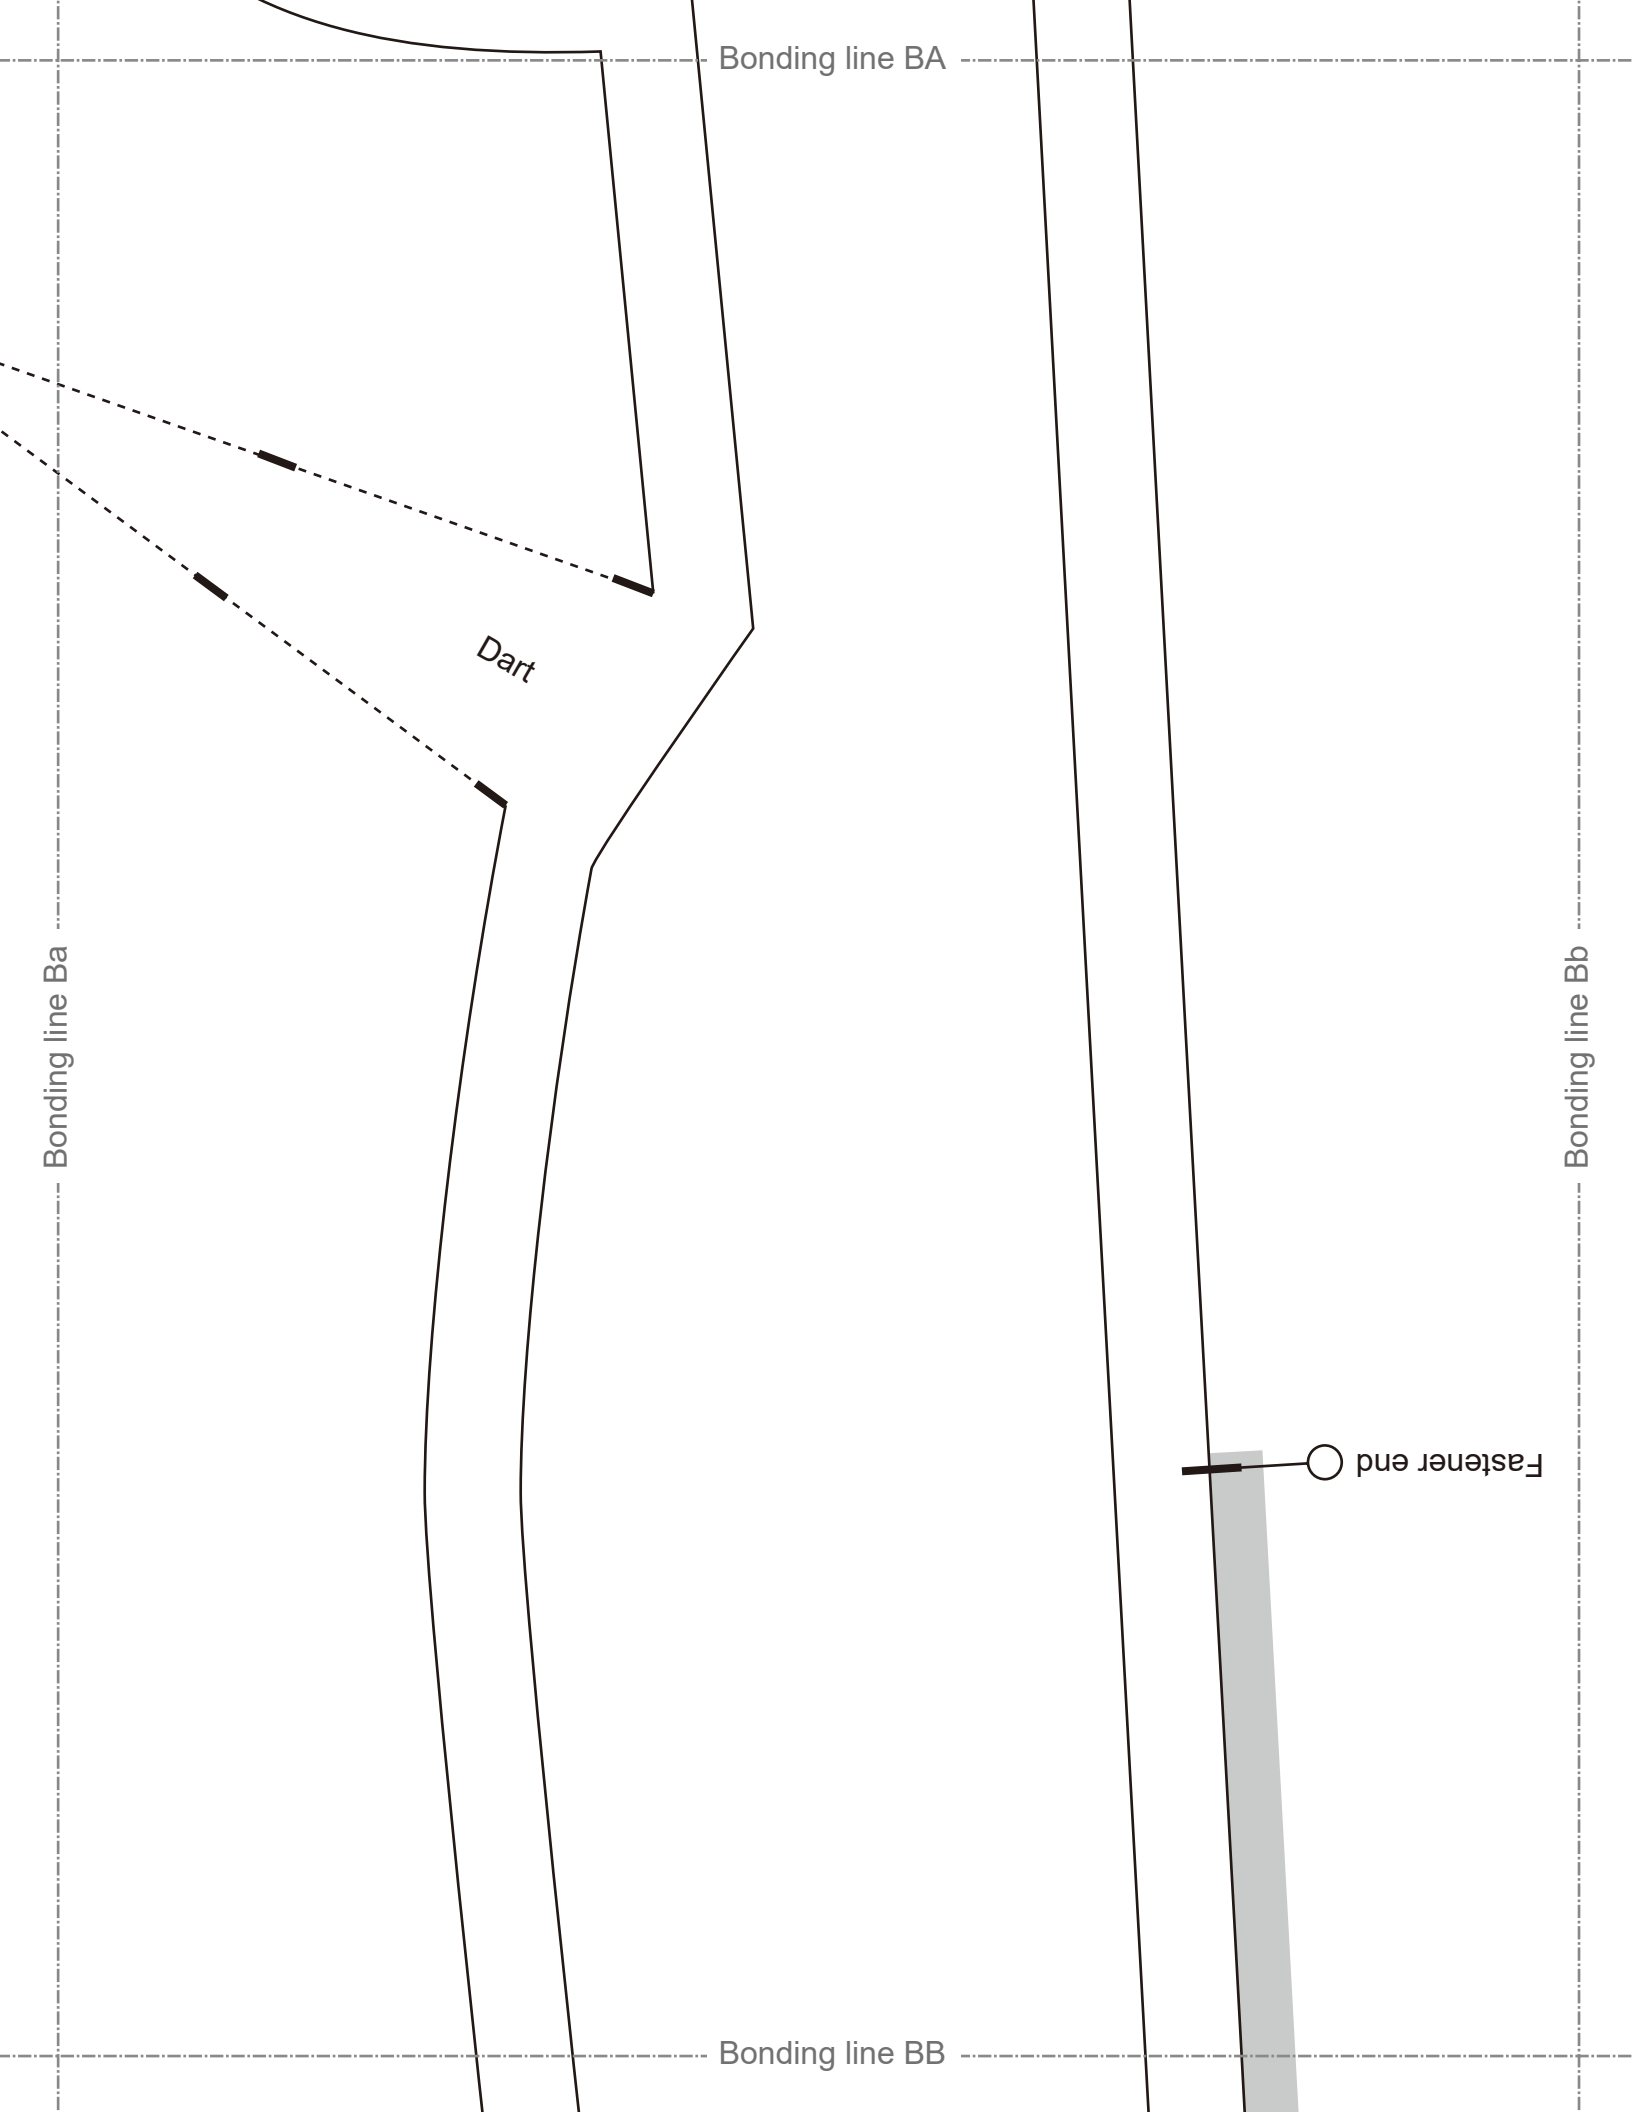 Bonding line BA
Dart
Bonding line Ba
Bonding line Bb
Fastener end
Bonding line BB